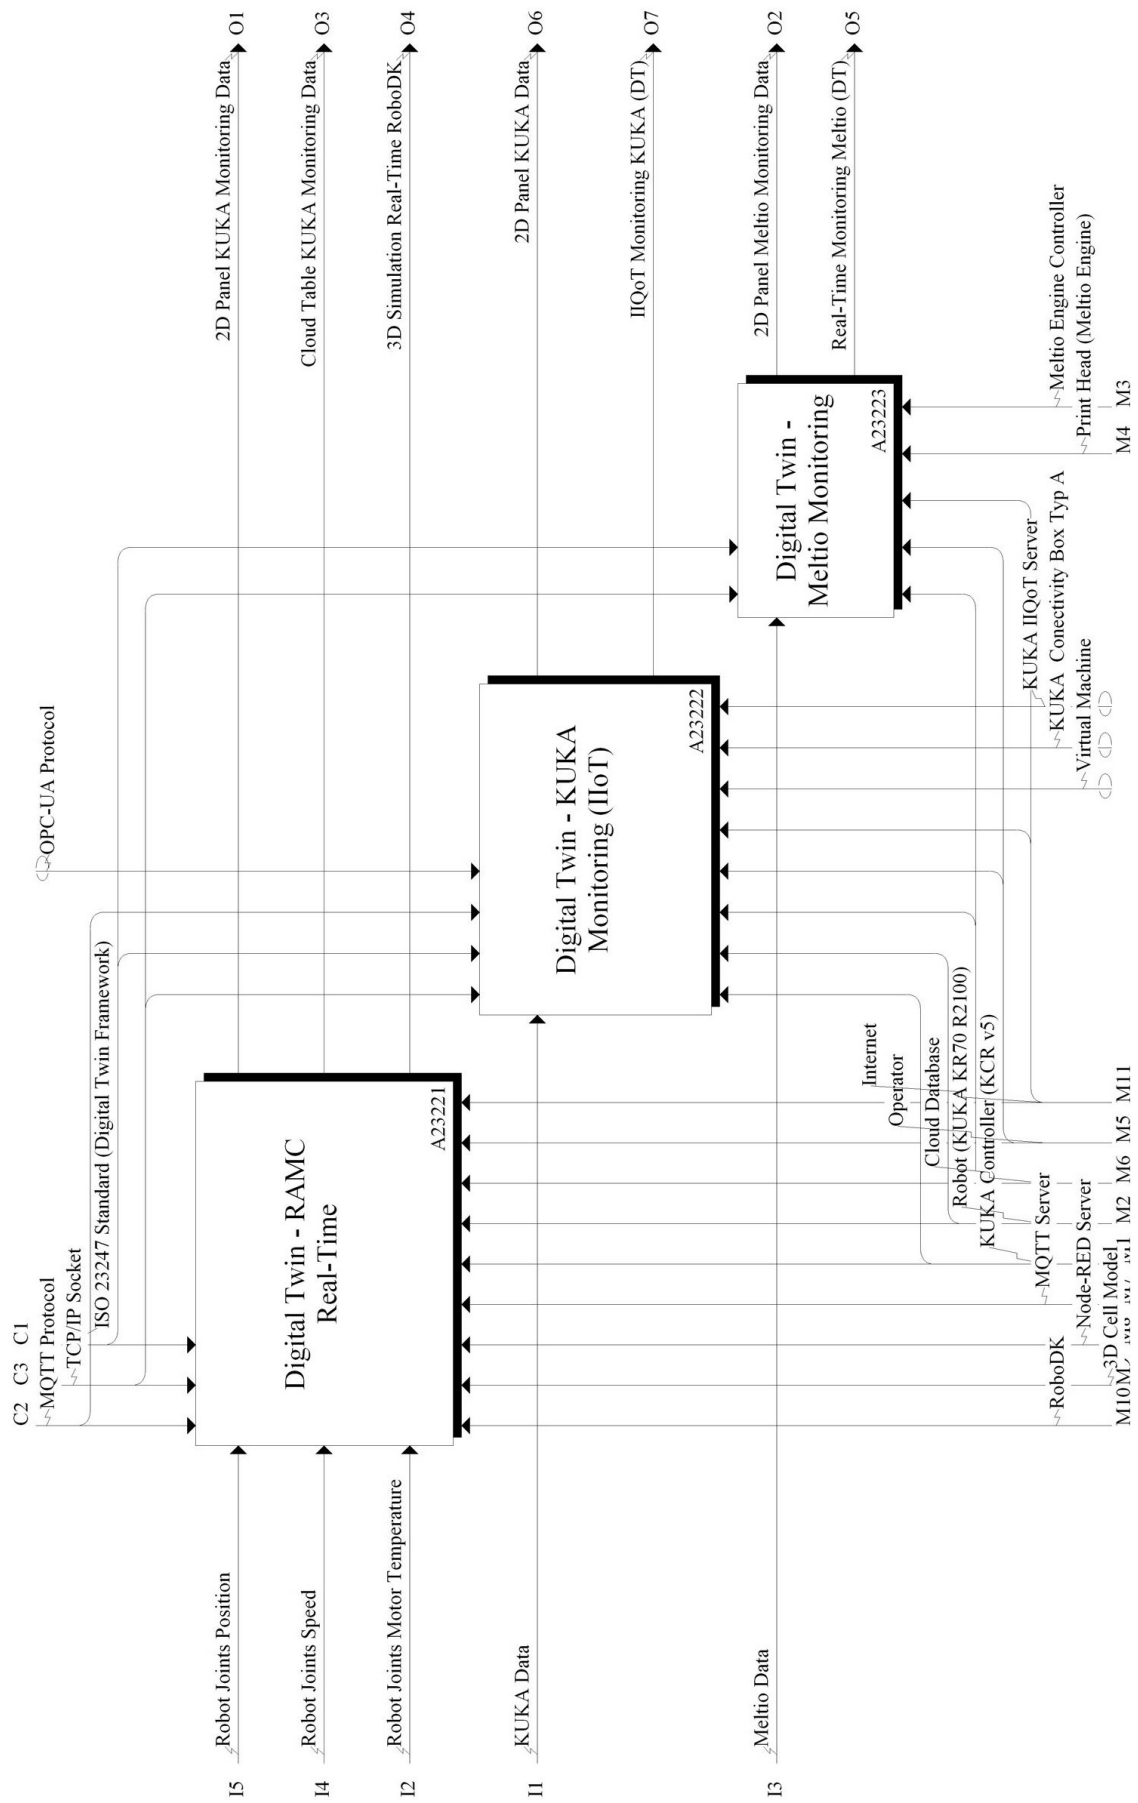 C2
C3
C1
MQTT Protocol
TCP/IP Socket
ISO 23247 Standard (Digital Twin Framework)
OPC-UA Protocol
I5
Robot Joints Position
I4
Robot Joints Speed
I2
Robot Joints Motor Temperature
I1
KUKA Data
I3
Meltio Data
Digital Twin - RAMC
Real-Time
A23221
Digital Twin - KUKA
Monitoring (IIoT)
A23222
Digital Twin -
Meltio Monitoring
A23223
2D Panel KUKA Monitoring Data
O1
Cloud Table KUKA Monitoring Data
O3
3D Simulation Real-Time RoboDK
O4
2D Panel KUKA Data
O6
IIQoT Monitoring KUKA (DT)
O7
2D Panel Meltio Monitoring Data
O2
Real-Time Monitoring Meltio (DT)
O5
Internet
Operator
Cloud Database
Robot (KUKA KR70 R2100)
KUKA Controller (KCR v5)
MQTT Server
Node-RED Server
3D Cell Model
RoboDK
KUKA IIQoT Server
KUKA Conectivity Box Typ A
Virtual Machine
Meltio Engine Controller
Print Head (Meltio Engine)
M10
M2
M6
M5
M11
M4
M3